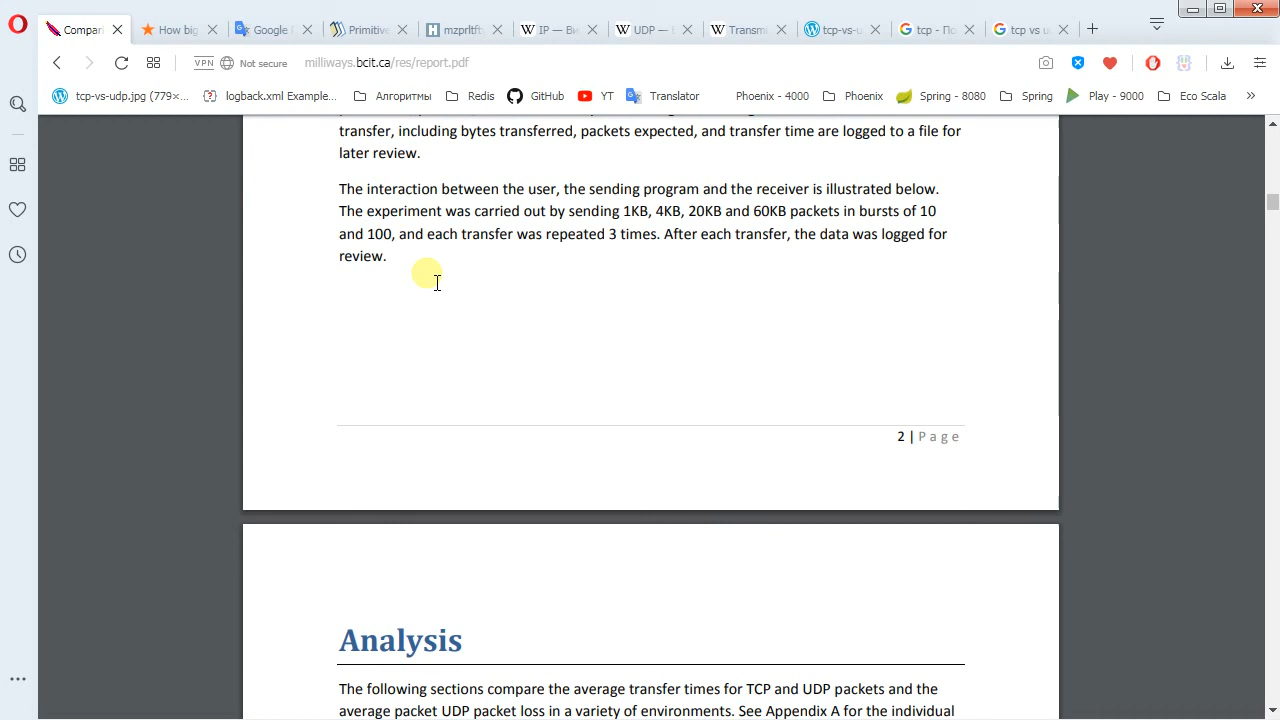 Compari
How big
Google
Primitive
mzprltft
IP — Ви
UDP —
Transmi
tcp-vs-u
tcp - По
tcp vs u
VPN
Not secure
milliways.bcit.ca/res/report.pdf
tcp-vs-udp.jpg (779×...
logback.xml Example...
Алгоритмы
Redis
GitHub
YT
Translator
Phoenix - 4000
Phoenix
Spring - 8080
Spring
Play - 9000
Eco Scala
transfer, including bytes transferred, packets expected, and transfer time are logged to a file for
later review.
The interaction between the user, the sending program and the receiver is illustrated below.
The experiment was carried out by sending 1KB, 4KB, 20KB and 60KB packets in bursts of 10
and 100, and each transfer was repeated 3 times. After each transfer, the data was logged for
review.
2 | Page
Analysis
The following sections compare the average transfer times for TCP and UDP packets and the
average packet UDP packet loss in a variety of environments. See Appendix A for the individual